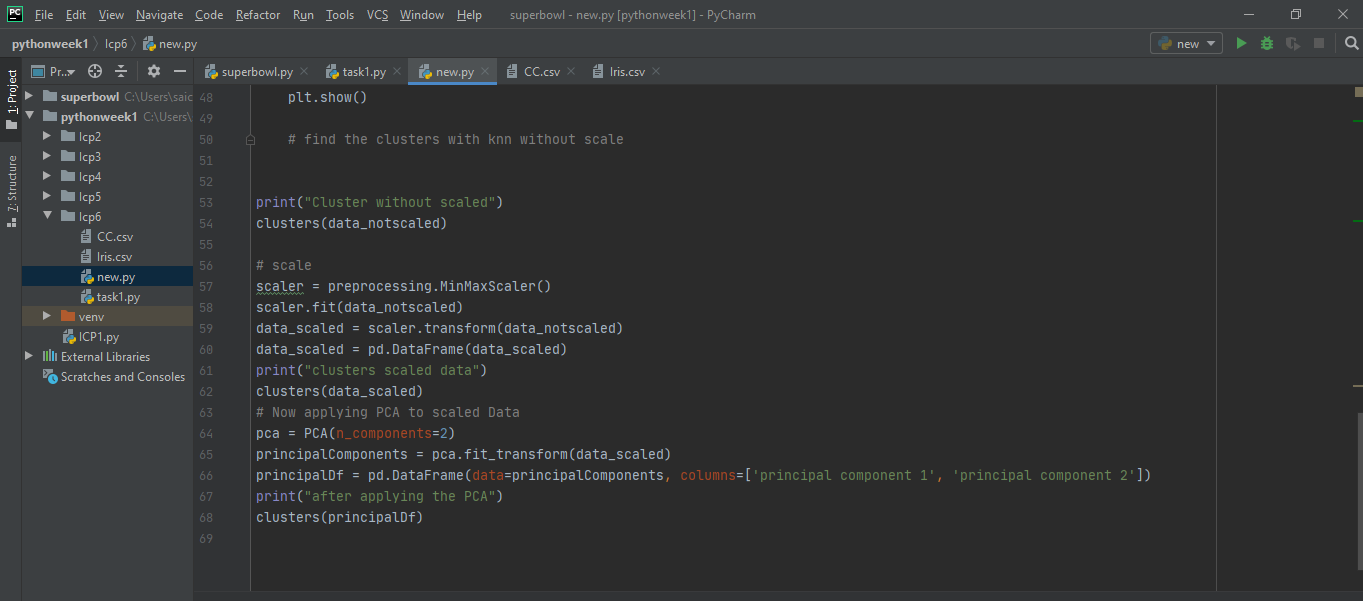 PC File Edit View Navigate Code Refactor Run Tools VCS Window Help superbowl - new.py [pythonweek1] - PyCharm
pythonweek1 lcp6 new.py new
1: Project
7: Structure
Pr...
superbowl C:\Users\saic
pythonweek1 C:\Users\
lcp2
lcp3
lcp4
lcp5
lcp6
CC.csv
Iris.csv
new.py
task1.py
venv
ICP1.py
External Libraries
Scratches and Consoles
superbowl.py task1.py new.py CC.csv Iris.csv
48 plt.show()
49
50 # find the clusters with knn without scale
51
52
53 print("Cluster without scaled")
54 clusters(data_notscaled)
55
56 # scale
57 scaler = preprocessing.MinMaxScaler()
58 scaler.fit(data_notscaled)
59 data_scaled = scaler.transform(data_notscaled)
60 data_scaled = pd.DataFrame(data_scaled)
61 print("clusters scaled data")
62 clusters(data_scaled)
63 # Now applying PCA to scaled Data
64 pca = PCA(n_components=2)
65 principalComponents = pca.fit_transform(data_scaled)
66 principalDf = pd.DataFrame(data=principalComponents, columns=['principal component 1', 'principal component 2'])
67 print("after applying the PCA")
68 clusters(principalDf)
69